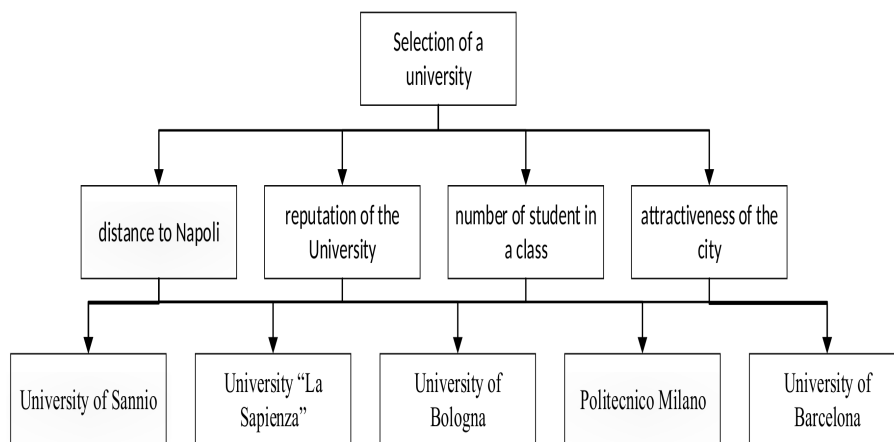 Selection of a
university
distance to Napoli
reputation of the
University
number of student in
a class
attractiveness of the
city
University of Sannio
University “La
Sapienza”
University of
Bologna
Politecnico Milano
University of
Barcelona